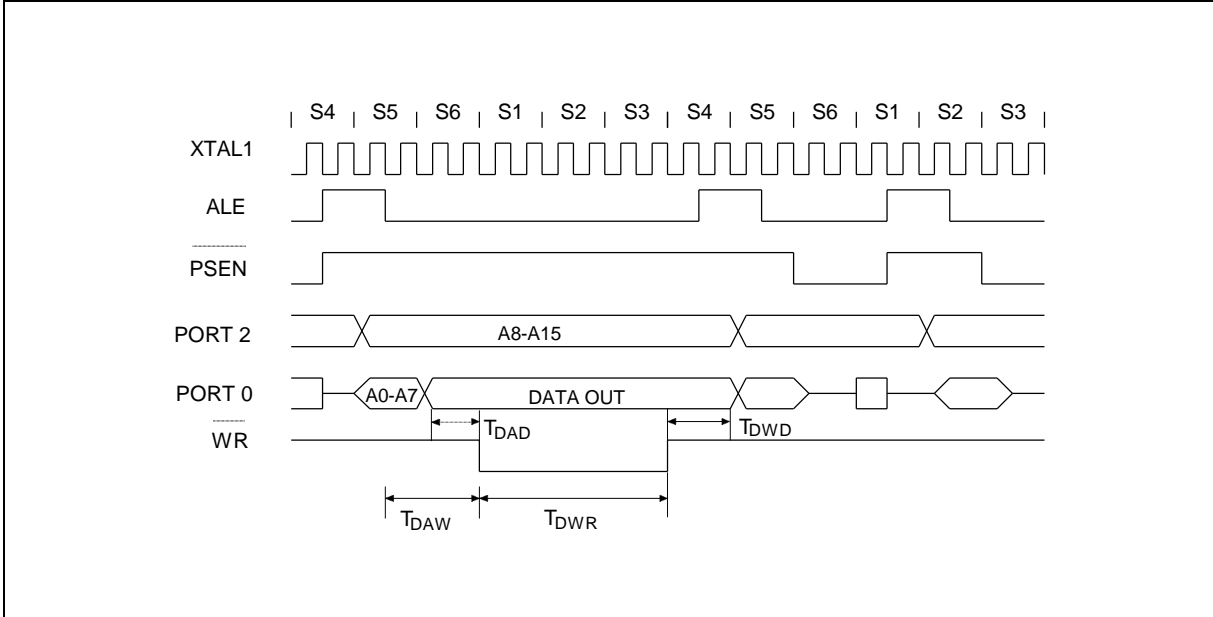 S4 S5 S6 S1 S2 S3 S4 S5 S6 S1 S2 S3
XTAL1
ALE
PSEN
PORT 2 A8-A15
PORT 0 A0-A7 DATA OUT
WR TDAD TDWD
TDAW TDWR